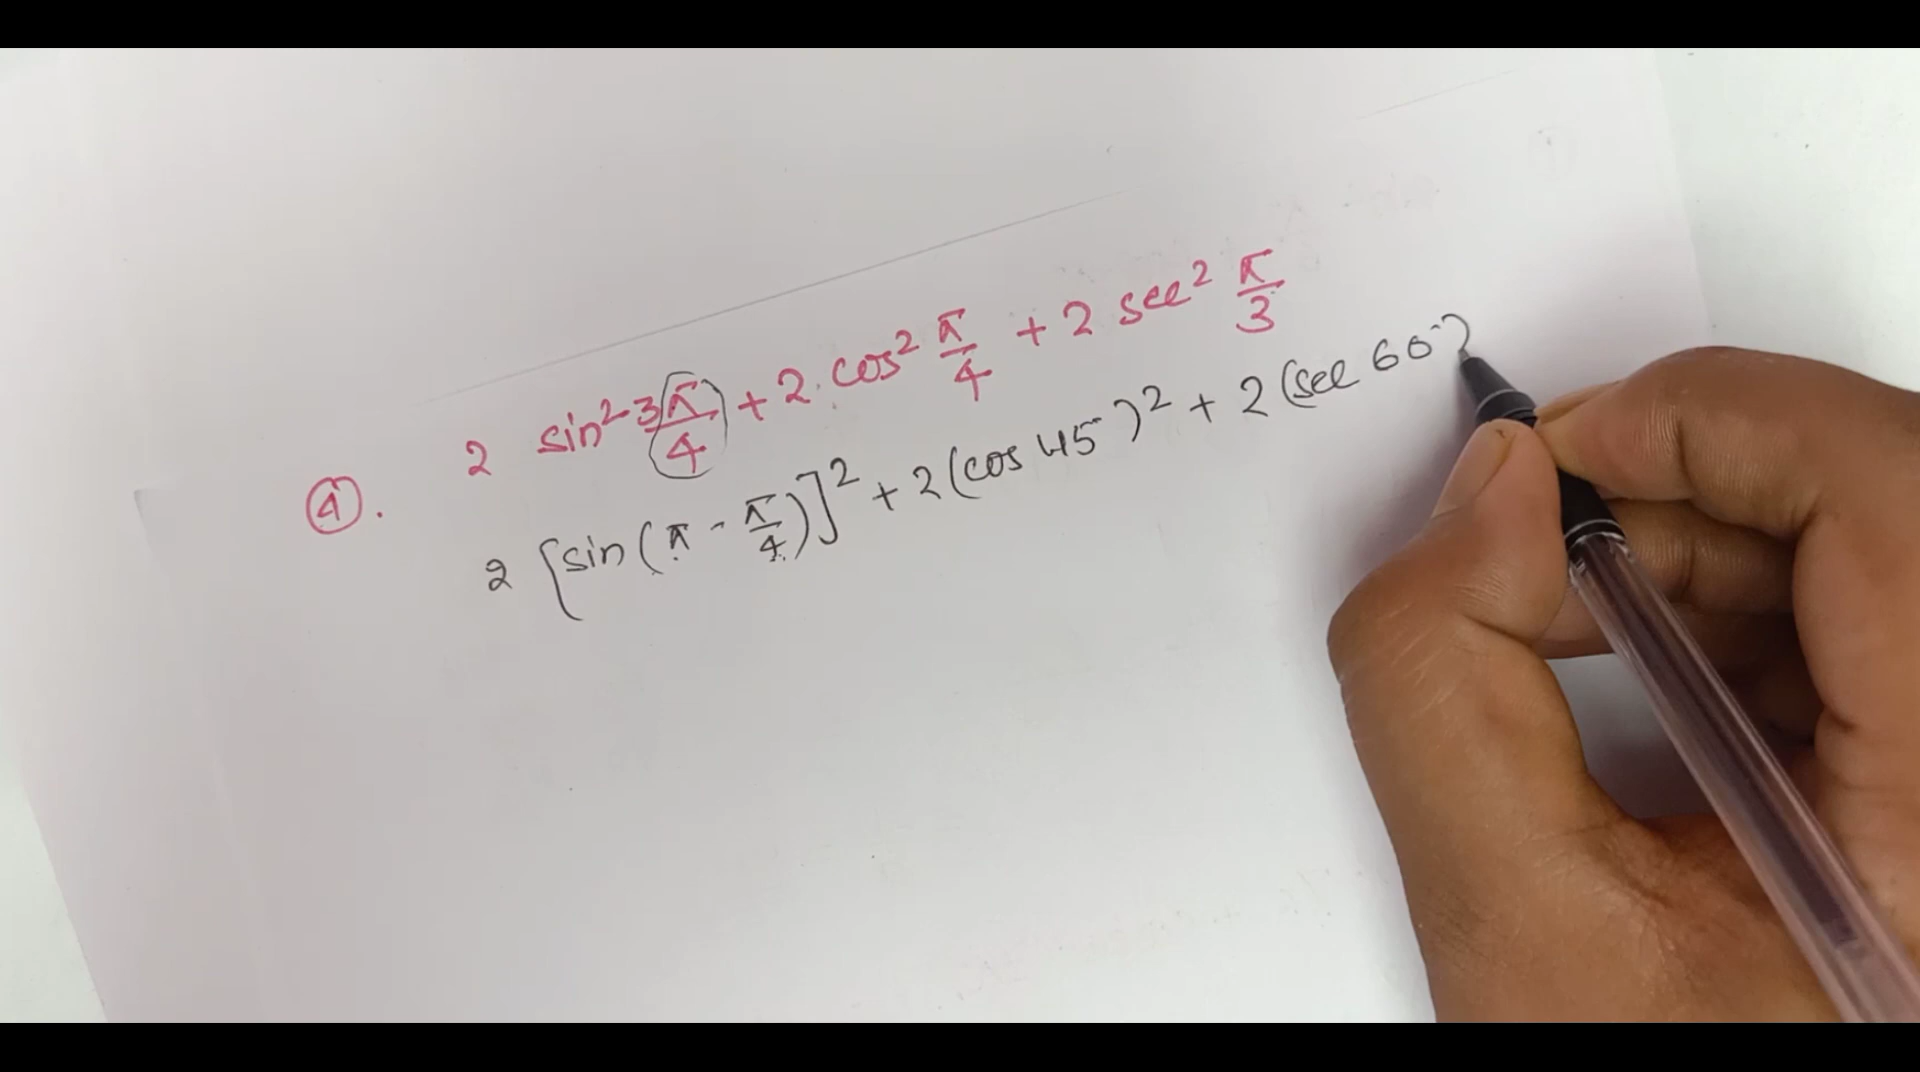 ④. 2 sin² 3π/4 + 2 cos² π/4 + 2 sec² π/3
2 [sin(π - π/4)]² + 2(cos 45°)² + 2(sec 60°)